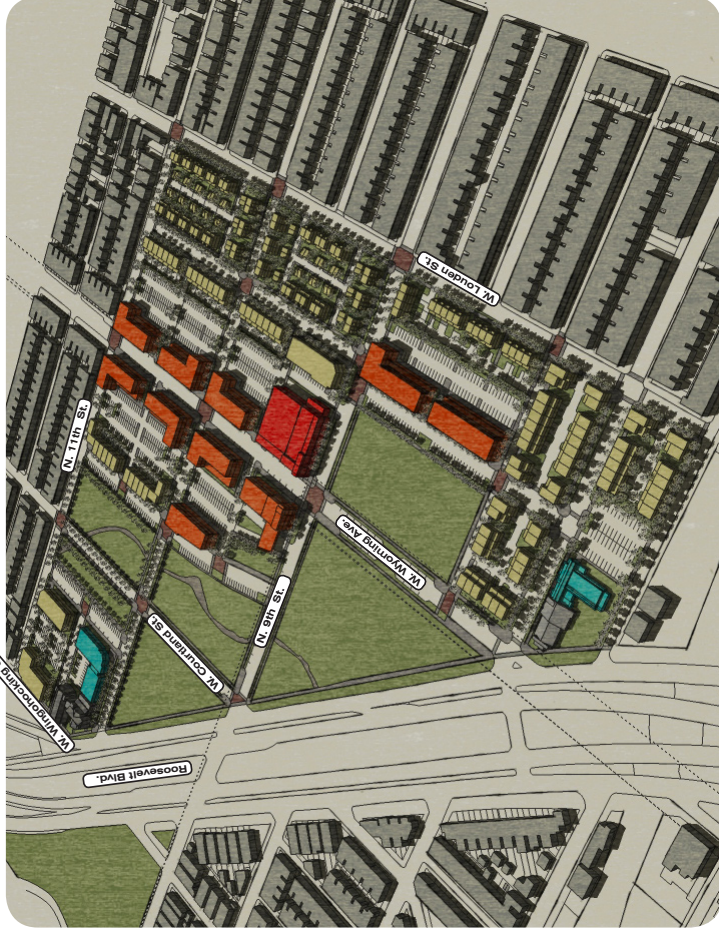 W. Louden St.
N. 11th St.
W. Wyoming Ave.
N. 9th St.
W. Courtland St.
W. Wingohocking
Roosevelt Blvd.